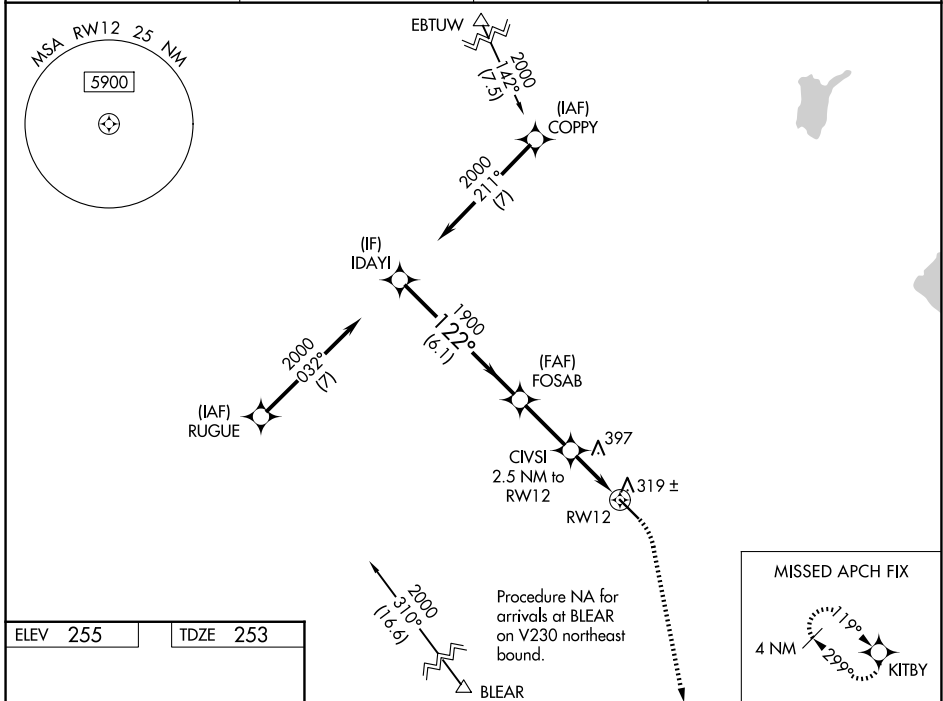 MSA RW12 25 NM
5900
EBTUW
2000
142°
(7.5)
(IAF)
COPPY
2000
211°
(7)
(IF)
IDAYI
1900
122°
(6.1)
2000
032°
(7)
(IAF)
RUGUE
(FAF)
FOSAB
CIVSI
2.5 NM to
RW12
397
319 ±
RW12
2000
310°
(16.6)
BLEAR
Procedure NA for
arrivals at BLEAR
on V230 northeast
bound.
MISSED APCH FIX
4 NM
119°
299°
KITBY
ELEV 255
TDZE 253